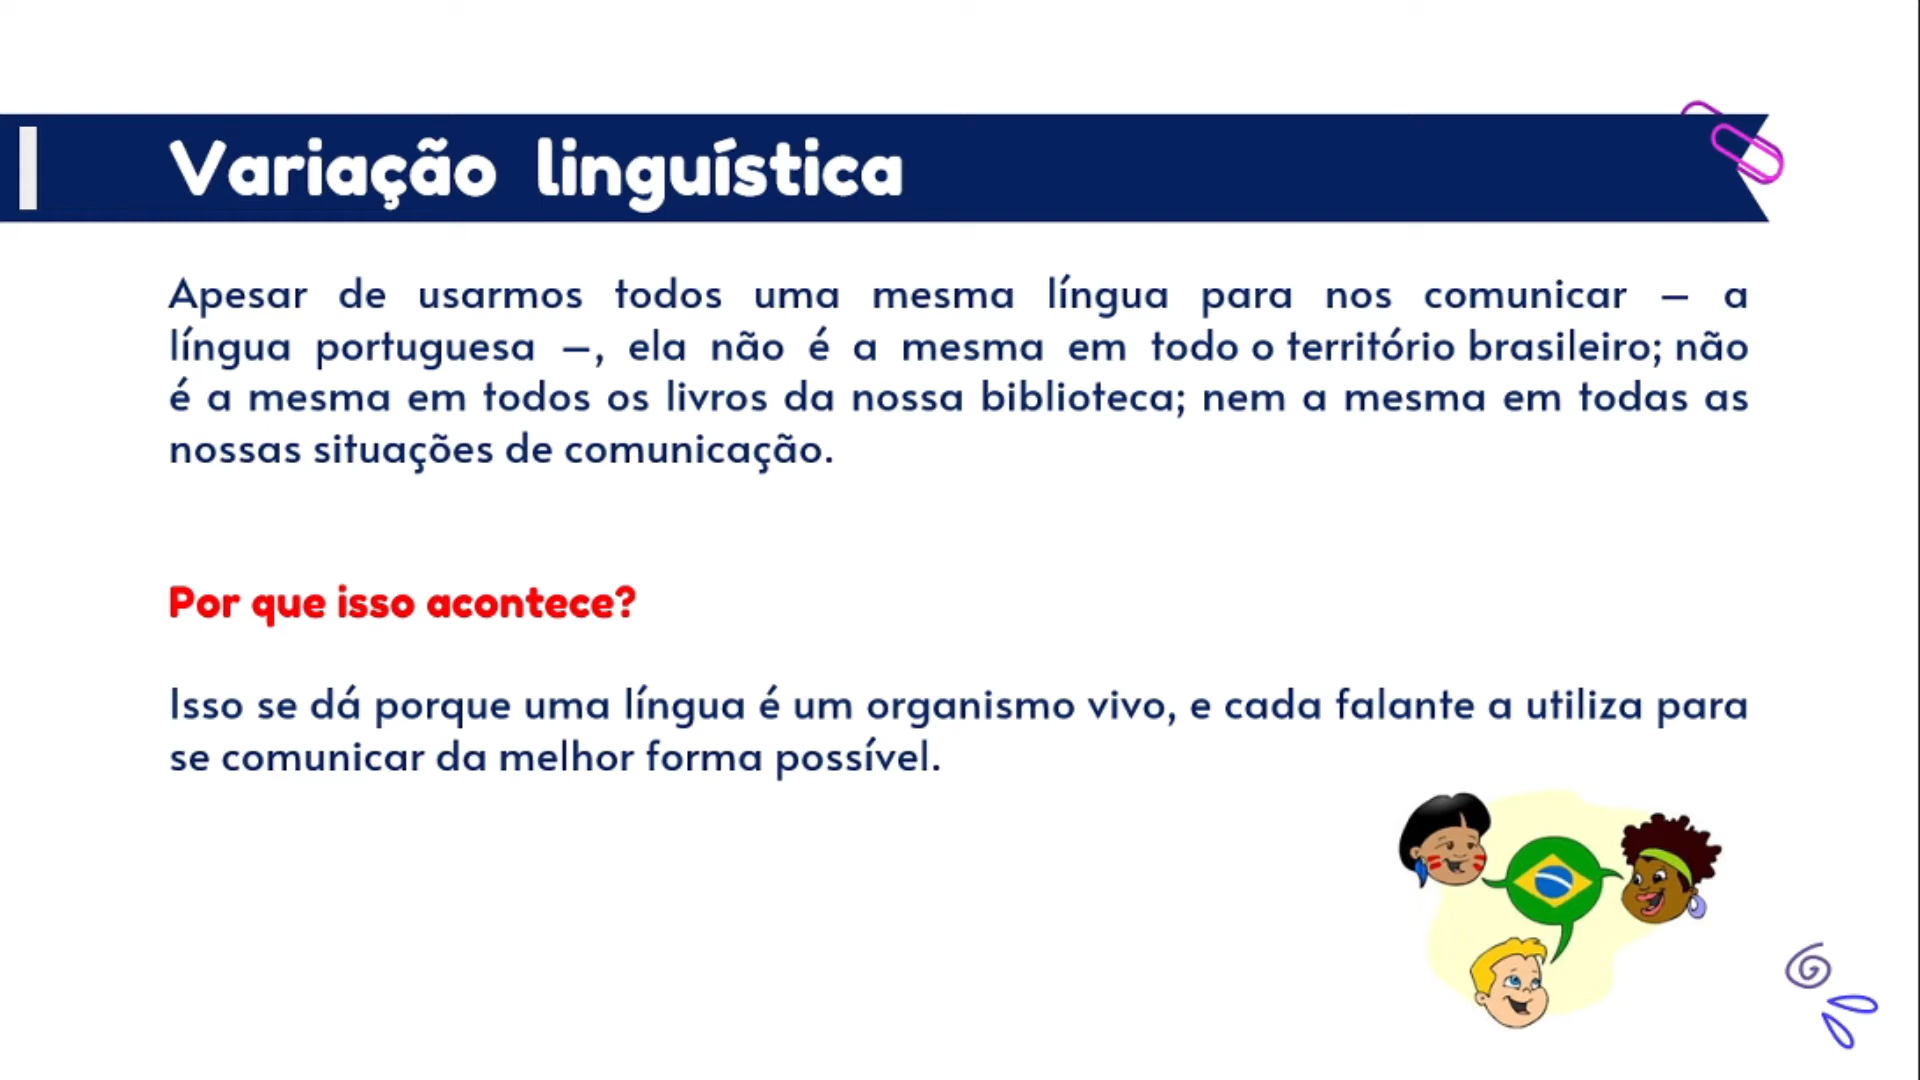 Variação linguística
Apesar de usarmos todos uma mesma língua para nos comunicar – a
língua portuguesa –, ela não é a mesma em todo o território brasileiro; não
é a mesma em todos os livros da nossa biblioteca; nem a mesma em todas as
nossas situações de comunicação.
Por que isso acontece?
Isso se dá porque uma língua é um organismo vivo, e cada falante a utiliza para
se comunicar da melhor forma possível.